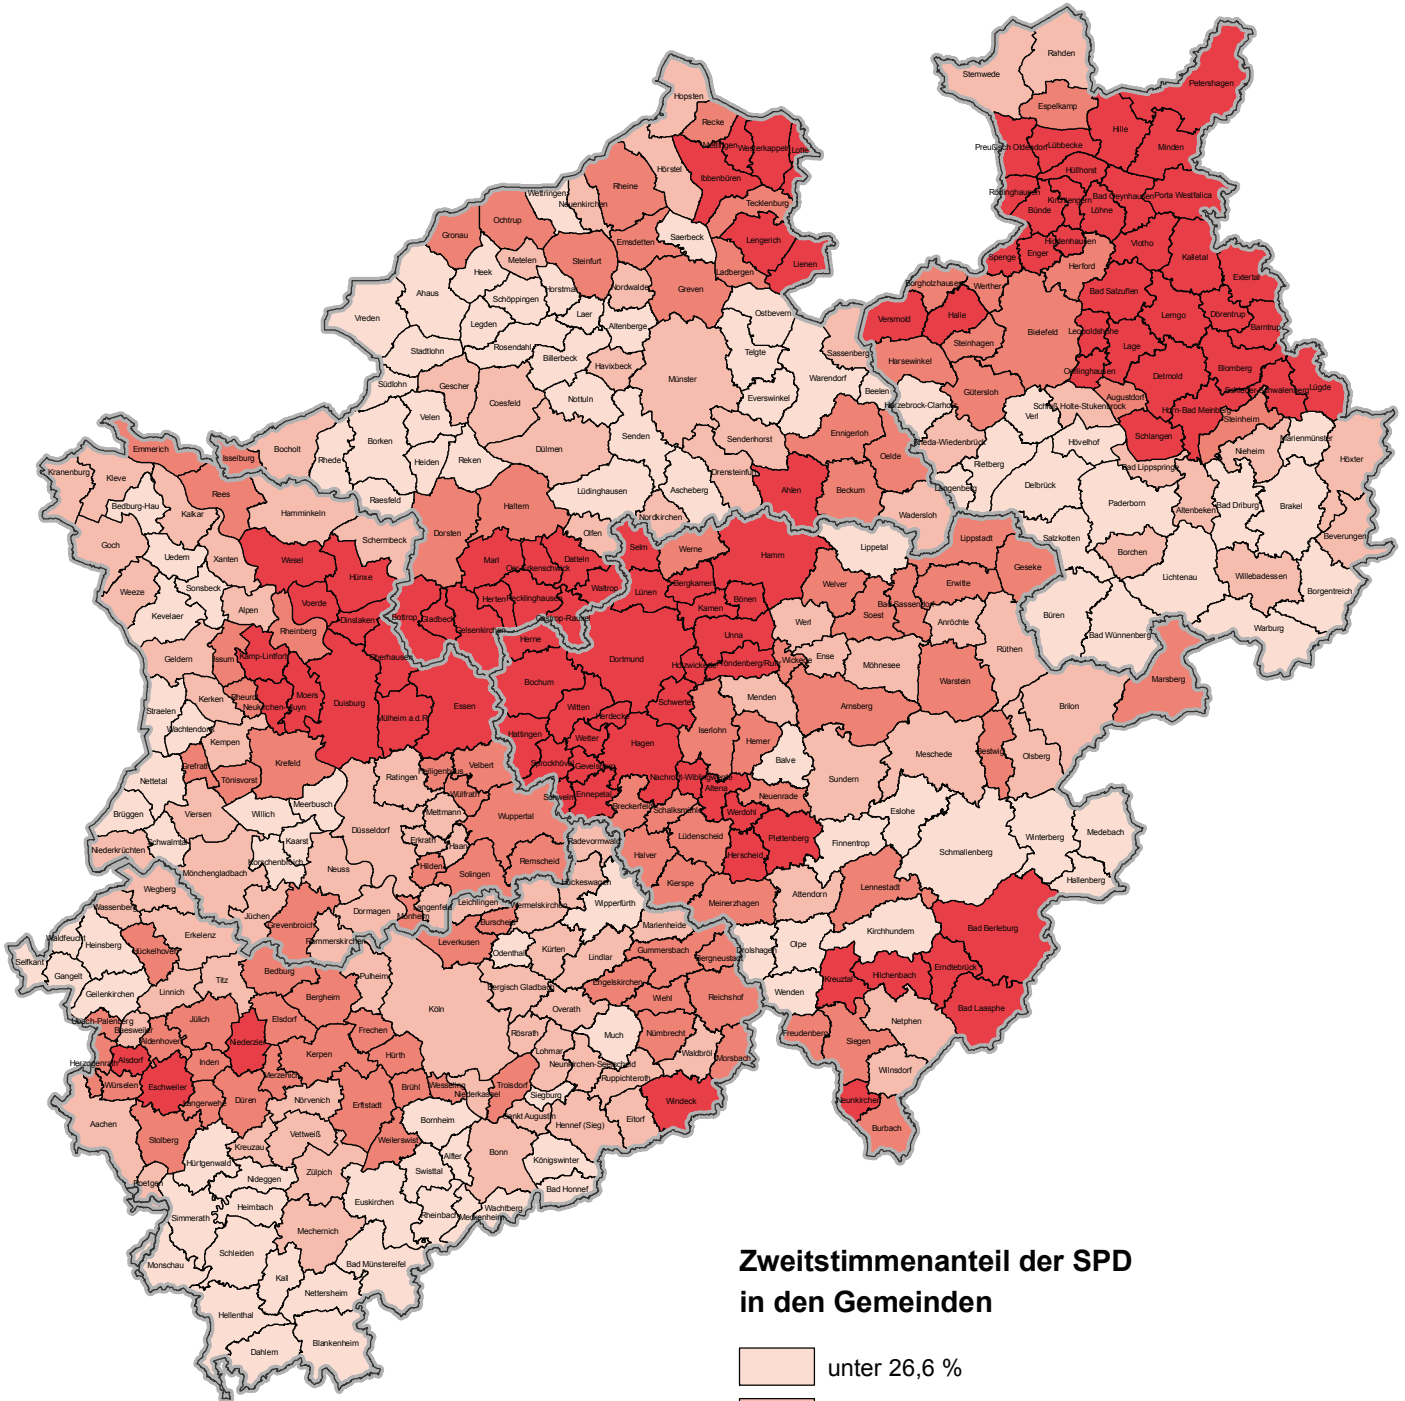 Rahden
Stemwede
Petershagen
Espelkamp
Hopsten
Recke
Hille
Mettingen
Westerkappeln
Lotte
Preußisch Oldendorf
Lübbecke
Minden
Hörstel
Ibbenbüren
Hüllhorst
Rheine
Rödinghausen
Kirchlengern
Bad Oeynhausen
Porta Westfalica
Wettringen
Neuenkirchen
Tecklenburg
Bünde
Löhne
Ochtrup
Gronau
Emsdetten
Saerbeck
Lengerich
Hiddenhausen
Vlotho
Metelen
Steinfurt
Lienen
Spenge
Enger
Herford
Kalletal
Heek
Ladbergen
Extertal
Ahaus
Schöppingen
Horstmar
Nordwalde
Greven
Borgholzhausen
Werther
Bad Salzuflen
Vreden
Legden
Laer
Altenberge
Ostbevern
Versmold
Halle
Bielefeld
Leopoldshöhe
Lemgo
Dörentrup
Barntrup
Stadtlohn
Rosendahl
Billerbeck
Havixbeck
Telgte
Sassenberg
Steinhagen
Lage
Südlohn
Gescher
Münster
Warendorf
Harsewinkel
Oerlinghausen
Detmold
Blomberg
Schieder-Schwalenberg
Lügde
Coesfeld
Nottuln
Everswinkel
Beelen
Gütersloh
Augustdorf
Velen
Herzebrock-Clarholz
Verl
Schloß Holte-Stukenbrock
Horn-Bad Meinberg
Steinheim
Borken
Senden
Sendenhorst
Ennigerloh
Rheda-Wiedenbrück
Hövelhof
Schlangen
Marienmünster
Emmerich
Isselburg
Bocholt
Rhede
Heiden
Reken
Dülmen
Drensteinfurt
Oelde
Rietberg
Bad Lippspringe
Nieheim
Höxter
Kranenburg
Kleve
Rees
Raesfeld
Lüdinghausen
Ascheberg
Ahlen
Beckum
Langenberg
Delbrück
Paderborn
Altenbeken
Bad Driburg
Brakel
Bedburg-Hau
Kalkar
Hamminkeln
Haltern
Nordkirchen
Wadersloh
Goch
Schermbeck
Dorsten
Olfen
Salzkotten
Beverungen
Uedem
Xanten
Wesel
Hünxe
Marl
Oer-Erkenschwick
Datteln
Selm
Werne
Hamm
Lippetal
Lippstadt
Geseke
Borchen
Lichtenau
Willebadessen
Weeze
Sonsbeck
Waltrop
Lünen
Bergkamen
Welver
Erwitte
Borgentreich
Kevelaer
Alpen
Voerde
Dinslaken
Bottrop
Gladbeck
Herten
Recklinghausen
Kamen
Bönen
Soest
Bad Sassendorf
Anröchte
Büren
Bad Wünnenberg
Warburg
Rheinberg
Gelsenkirchen
Castrop-Rauxel
Werl
Geldern
Issum
Kamp-Lintfort
Oberhausen
Herne
Dortmund
Unna
Holzwickede
Fröndenberg/Ruhr
Wickede
Ense
Möhnesee
Rüthen
Marsberg
Kerken
Rheurdt
Neukirchen-Vluyn
Moers
Duisburg
Mülheim a.d.R
Essen
Bochum
Witten
Schwerte
Menden
Arnsberg
Warstein
Brilon
Straelen
Wachtendonk
Kempen
Herdecke
Iserlohn
Hemer
Hattingen
Wetter
Hagen
Balve
Meschede
Bestwig
Olsberg
Nettetal
Grefrath
Tönisvorst
Krefeld
Ratingen
Heiligenhaus
Velbert
Sprockhövel
Gevelsberg
Nachrodt-Wiblingwerde
Altena
Sundern
Brüggen
Viersen
Willich
Meerbusch
Mettmann
Wülfrath
Wuppertal
Schwelm
Ennepetal
Breckerfeld
Schalksmühle
Neuenrade
Werdohl
Eslohe
Niederkrüchten
Schwalmtal
Kaarst
Düsseldorf
Erkrath
Haan
Radevormwald
Lüdenscheid
Plettenberg
Finnentrop
Schmallenberg
Winterberg
Medebach
Mönchengladbach
Korschenbroich
Neuss
Hilden
Solingen
Remscheid
Halver
Herscheid
Hallenberg
Wegberg
Hückeswagen
Kierspe
Attendorn
Lennestadt
Wassenberg
Jüchen
Grevenbroich
Dormagen
Monheim
Langenfeld
Leichlingen
Wermelskirchen
Wipperfürth
Meinerzhagen
Waldfeucht
Heinsberg
Hückelhoven
Erkelenz
Rommerskirchen
Leverkusen
Burscheid
Marienheide
Kirchhundem
Bad Berleburg
Selfkant
Gangelt
Odenthal
Kürten
Lindlar
Gummersbach
Bergneustadt
Drolshagen
Olpe
Geilenkirchen
Linnich
Titz
Bedburg
Pulheim
Bergisch Gladbach
Engelskirchen
Wenden
Kreuztal
Hilchenbach
Erndtebrück
Übach-Palenberg
Baesweiler
Jülich
Elsdorf
Bergheim
Köln
Overath
Wiehl
Reichshof
Bad Laasphe
Aldenhoven
Niederzier
Frechen
Rösrath
Much
Nümbrecht
Freudenberg
Siegen
Netphen
Herzogenrath
Alsdorf
Inden
Kerpen
Hürth
Lohmar
Neunkirchen-Seelscheid
Waldbröl
Morsbach
Wilnsdorf
Würselen
Eschweiler
Merzenich
Brühl
Wesseling
Niederkassel
Troisdorf
Ruppichteroth
Langerwehe
Düren
Nörvenich
Erftstadt
Siegburg
Windeck
Neunkirchen
Aachen
Stolberg
Vettweiß
Bornheim
Sankt Augustin
Hennef (Sieg)
Eitorf
Burbach
Kreuzau
Weilerswist
Alfter
Bonn
Hürtgenwald
Zülpich
Swisttal
Königswinter
Roetgen
Nideggen
Bad Honnef
Simmerath
Heimbach
Euskirchen
Rheinbach
Meckenheim
Wachtberg
Mechernich
Monschau
Schleiden
Bad Münstereifel
Kall
Nettersheim
Hellenthal
Blankenheim
Dahlem
Zweitstimmenanteil der SPD
in den Gemeinden
unter 26,6 %